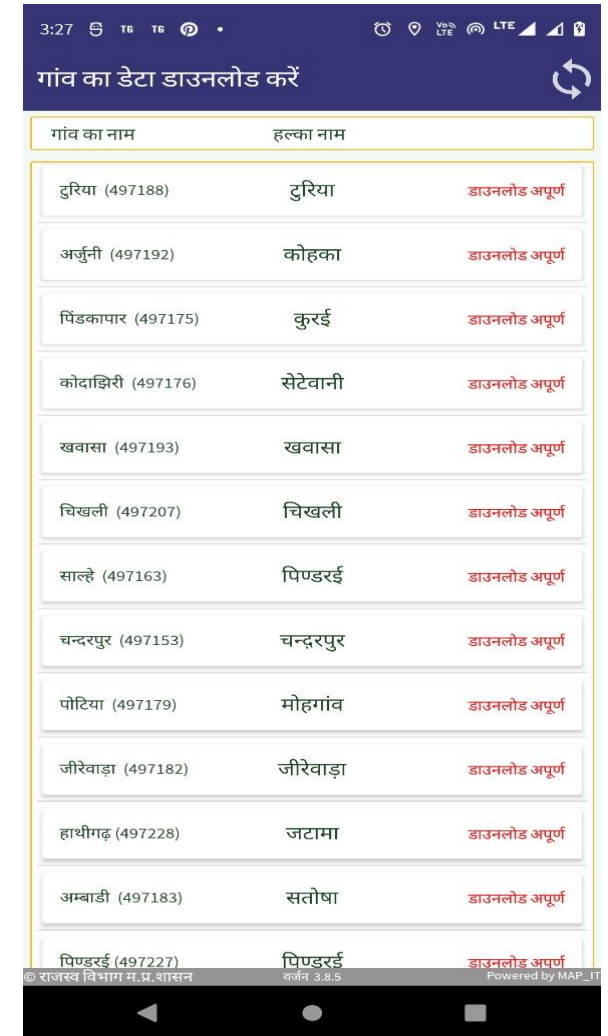 3:27 TG TG LTE
गांव का डेटा डाउनलोड करें
गांव का नाम हल्का नाम
टुरिया (497188) टुरिया डाउनलोड अपूर्ण
अर्जुनी (497192) कोहका डाउनलोड अपूर्ण
पिंडकापार (497175) कुरई डाउनलोड अपूर्ण
कोदाझिरी (497176) सेटेवानी डाउनलोड अपूर्ण
खवासा (497193) खवासा डाउनलोड अपूर्ण
चिखली (497207) चिखली डाउनलोड अपूर्ण
साल्हे (497163) पिण्डरई डाउनलोड अपूर्ण
चन्दरपुर (497153) चन्द़रपुर डाउनलोड अपूर्ण
पोटिया (497179) मोहगांव डाउनलोड अपूर्ण
जीरेवाड़ा (497182) जीरेवाड़ा डाउनलोड अपूर्ण
हाथीगढ़ (497228) जटामा डाउनलोड अपूर्ण
अम्बाडी (497183) सतोषा डाउनलोड अपूर्ण
पिण्डरई (497227) पिण्डरई डाउनलोड अपूर्ण
© राजस्व विभाग म.प्र.शासन वर्जन 3.8.5 Powered by MAP_IT